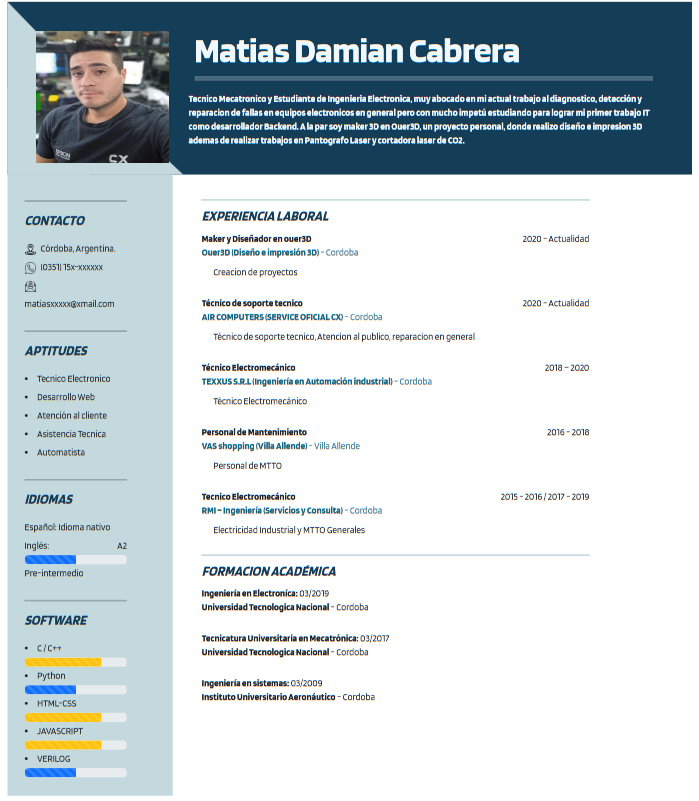 Matias Damian Cabrera
Tecnico Mecatronico y Estudiante de Ingenieria Electronica, muy abocado en mi actual trabajo al diagnostico, detección y
reparacion de fallas en equipos electronicos en general pero con mucho impetú estudiando para lograr mi primer trabajo IT
como desarrollador Backend. A la par soy maker 3D en Ouer3D, un proyecto personal, donde realizo diseño e impresion 3D
ademas de realizar trabajos en Pantografo Laser y cortadora laser de CO2.
CX
CONTACTO
Córdoba, Argentina.
(0351) 15x-xxxxxx
matiasxxxxx@xmail.com
APTITUDES
• Tecnico Electronico
• Desarrollo Web
• Atención al cliente
• Asistencia Tecnica
• Automatista
IDIOMAS
Español: Idioma nativo
Inglés: A2
Pre-intermedio
SOFTWARE
• C / C++
• Python
• HTML-CSS
• JAVASCRIPT
• VERILOG
EXPERIENCIA LABORAL
Maker y Diseñador en ouer3D 2020 - Actualidad
Ouer3D (Diseño e impresión 3D) - Cordoba
Creacion de proyectos
Técnico de soporte tecnico 2020 - Actualidad
AIR COMPUTERS (SERVICE OFICIAL CX) - Cordoba
Técnico de soporte tecnico, Atencion al publico, reparacion en general
Técnico Electromecánico 2018 - 2020
TEXXUS S.R.L (Ingeniería en Automación industrial) - Cordoba
Técnico Electromecánico
Personal de Mantenimiento 2016 - 2018
VAS shopping (Villa Allende) - Villa Allende
Personal de MTTO
Tecnico Electromecánico 2015 - 2016 / 2017 - 2019
RMI - Ingeniería (Servicios y Consulta) - Cordoba
Electricidad Industrial y MTTO Generales
FORMACION ACADÉMICA
Ingeniería en Electroníca: 03/2019
Universidad Tecnologica Nacional - Cordoba
Tecnicatura Universitaria en Mecatrónica: 03/2017
Universidad Tecnologica Nacional - Cordoba
Ingeniería en sistemas: 03/2009
Instituto Universitario Aeronáutico - Cordoba